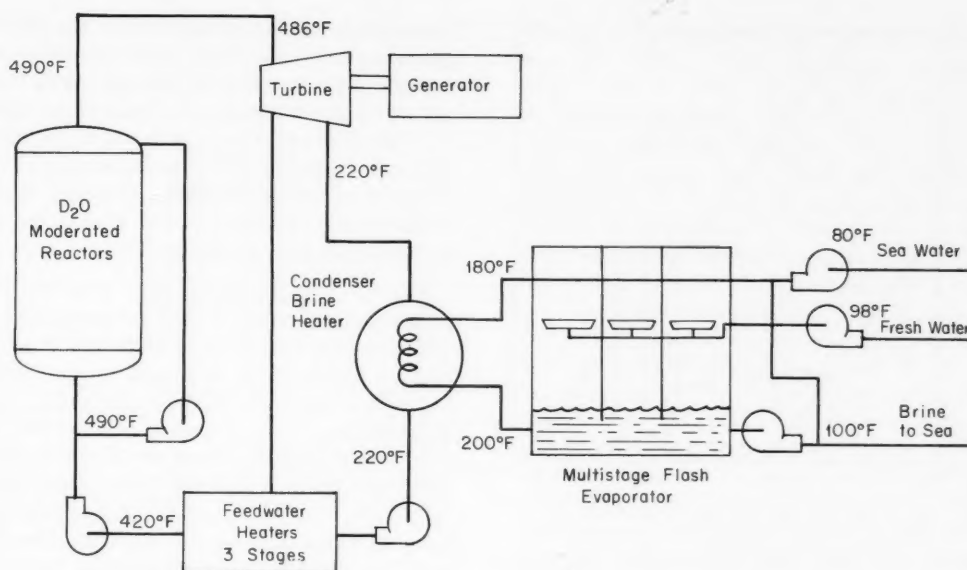 486°F
490°F
Turbine
Generator
220°F
D₂O
Moderated
Reactors
80°F
Sea Water
180°F
Condenser
Brine
Heater
98°F
Fresh Water
490°F
200°F
100°F
Brine
to Sea
220°F
Multistage Flash
Evaporator
420°F
Feedwater
Heaters
3 Stages